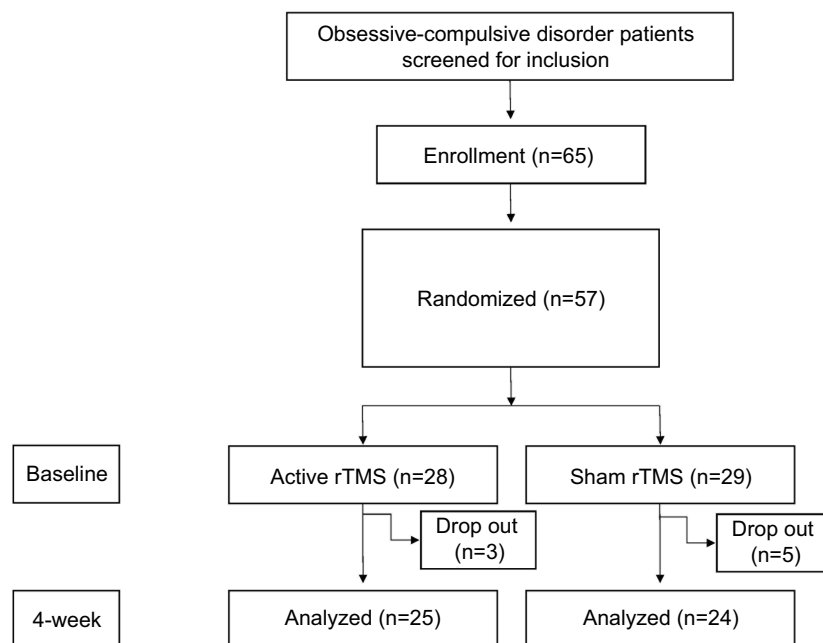 Obsessive-compulsive disorder patients
screened for inclusion
Enrollment (n=65)
Randomized (n=57)
Baseline
Active rTMS (n=28)
Sham rTMS (n=29)
Drop out
(n=3)
Drop out
(n=5)
4-week
Analyzed (n=25)
Analyzed (n=24)